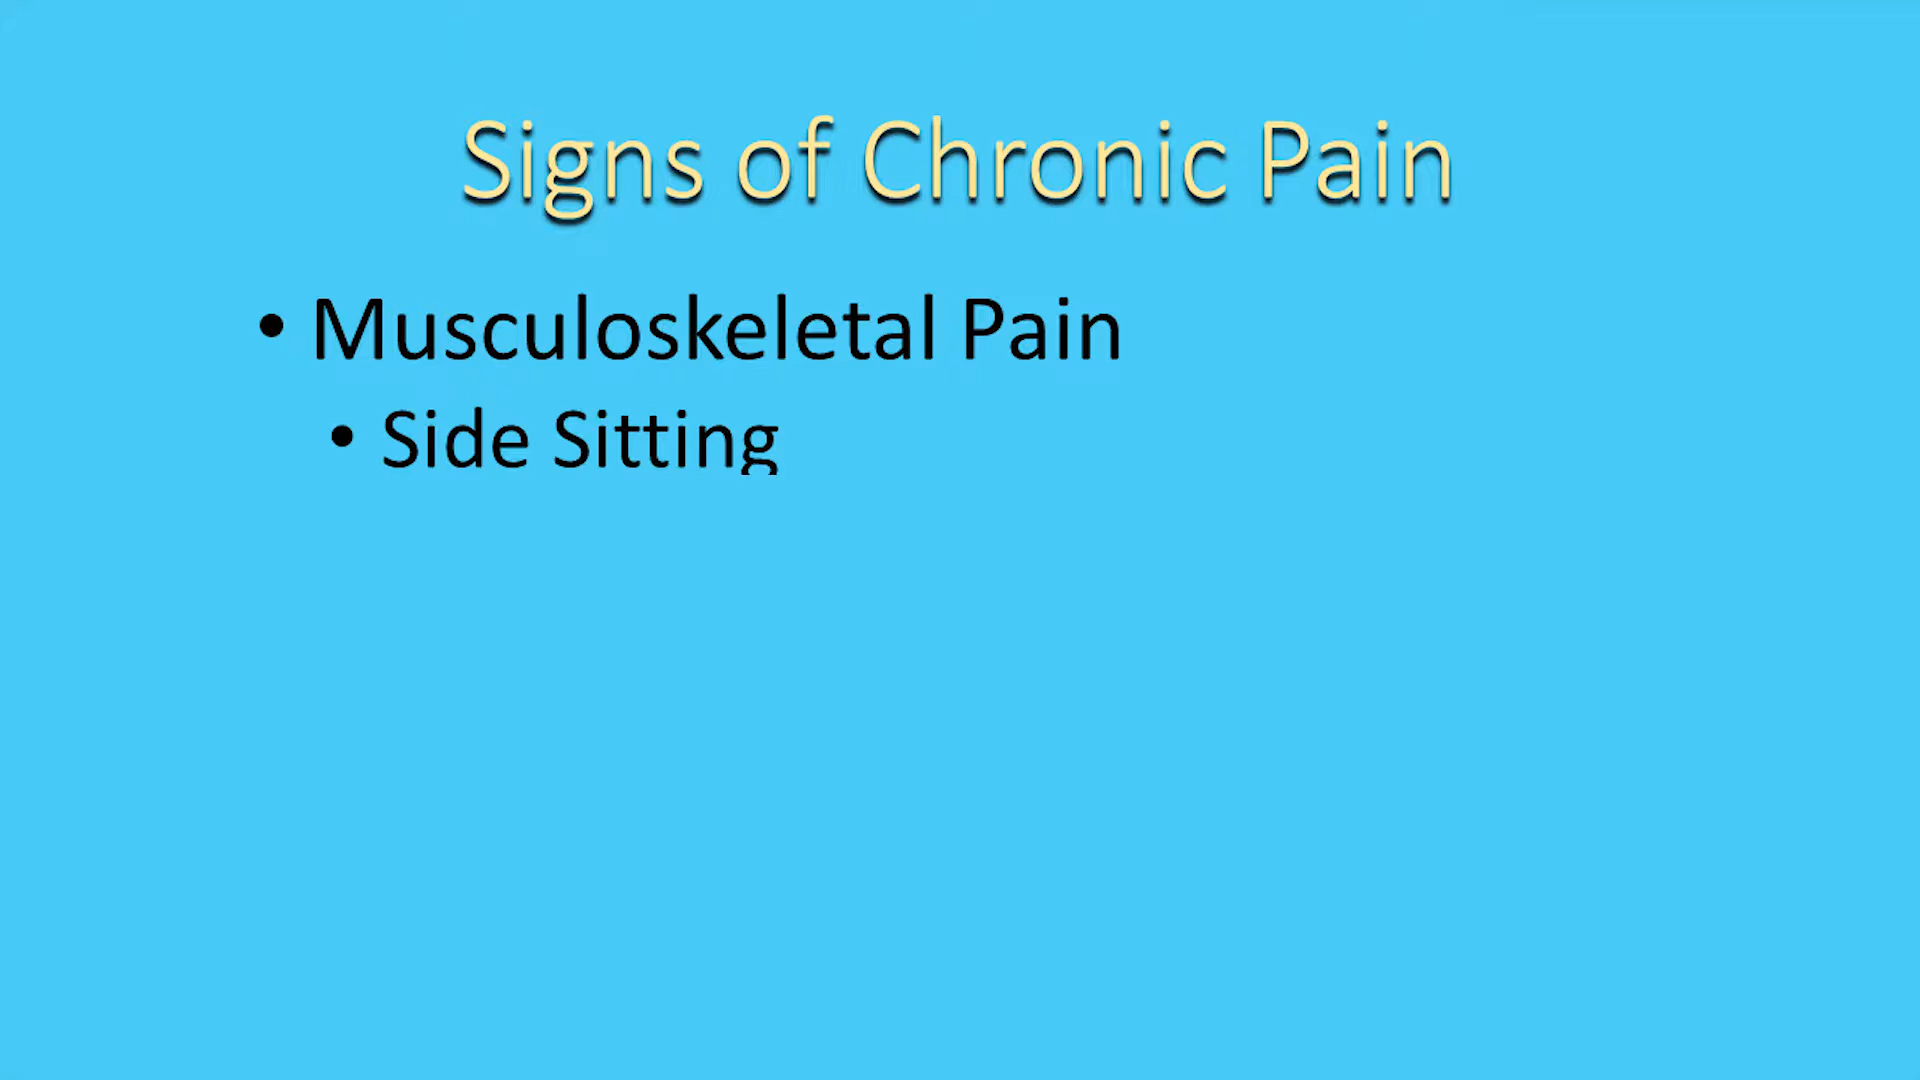 Signs of Chronic Pain
• Musculoskeletal Pain
• Side Sitting